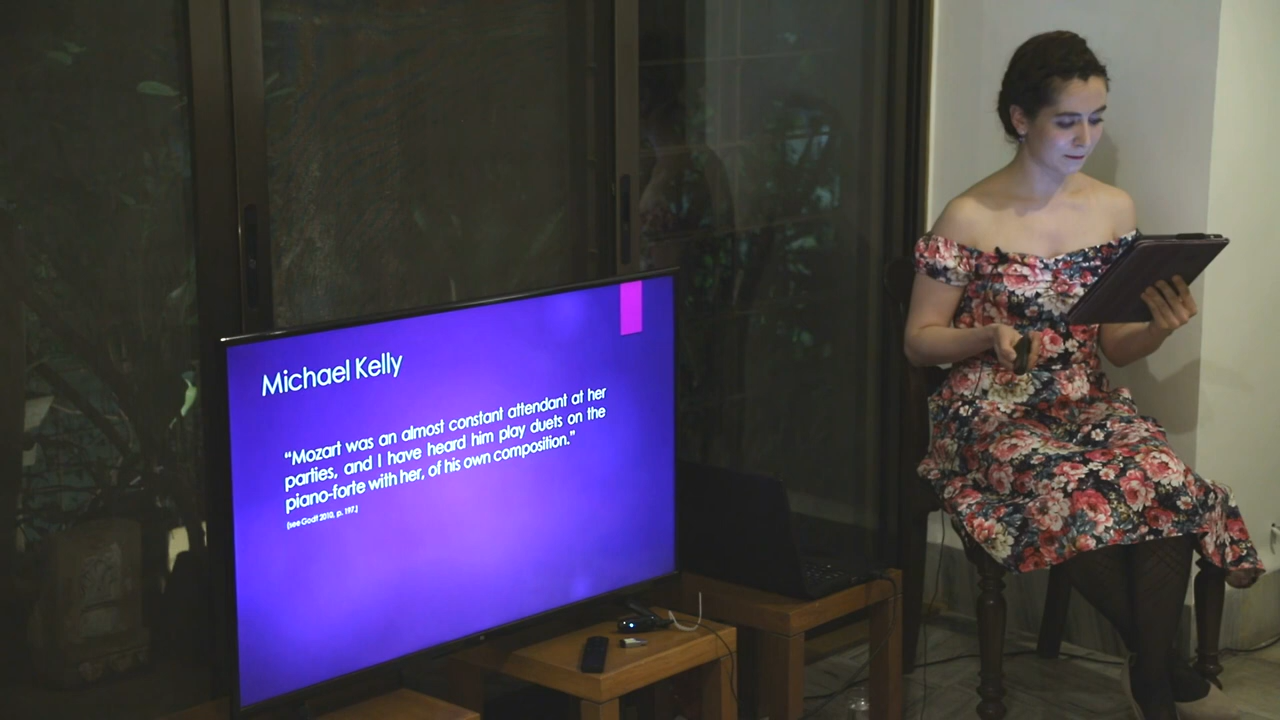 Michael Kelly
“Mozart was an almost constant attendant at her
parties, and I have heard him play duets on the
piano-forte with her, of his own composition.”
(see Godt 2010, p. 197.)